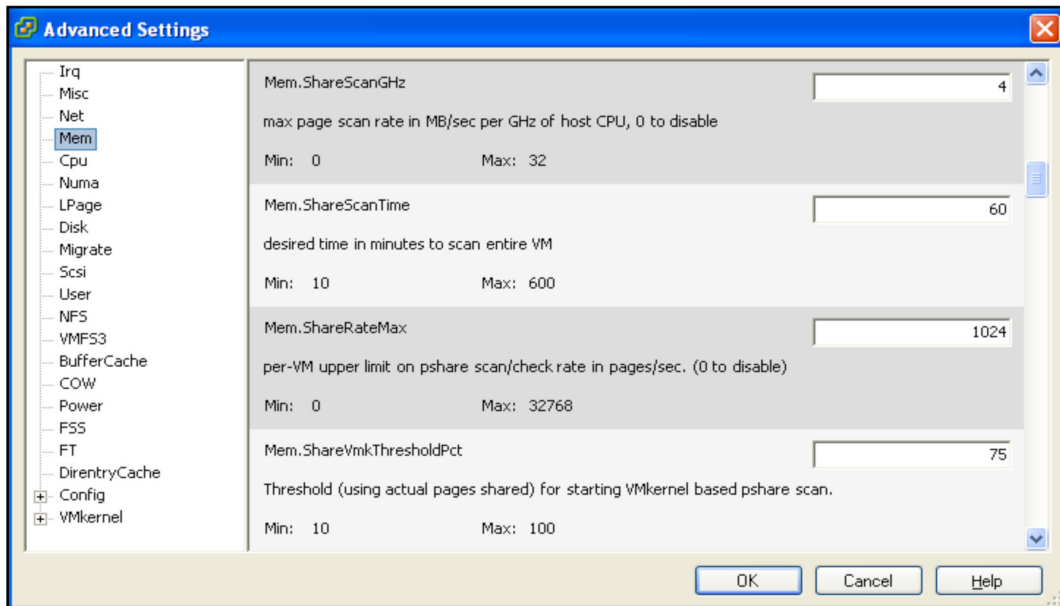 Advanced Settings
Irq
Misc
Net
Mem
Cpu
Numa
LPage
Disk
Migrate
Scsi
User
NFS
VMFS3
BufferCache
COW
Power
FSS
FT
DirentryCache
Config
VMkernel
Mem.ShareScanGHz 4
max page scan rate in MB/sec per GHz of host CPU, 0 to disable
Min: 0 Max: 32
Mem.ShareScanTime 60
desired time in minutes to scan entire VM
Min: 10 Max: 600
Mem.ShareRateMax 1024
per-VM upper limit on pshare scan/check rate in pages/sec. (0 to disable)
Min: 0 Max: 32768
Mem.ShareVmkThresholdPct 75
Threshold (using actual pages shared) for starting VMkernel based pshare scan.
Min: 10 Max: 100
OK Cancel Help